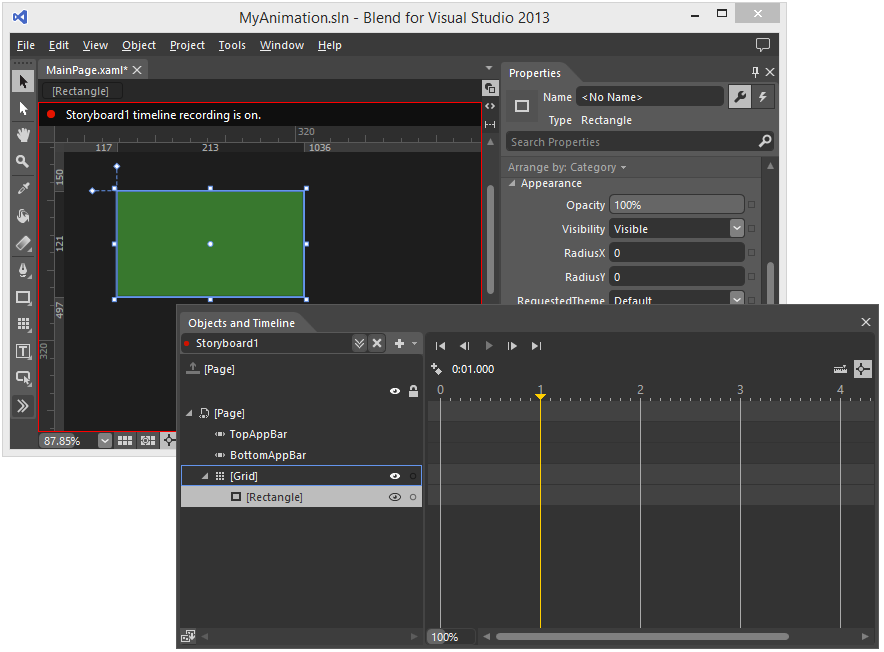 MyAnimation.sln - Blend for Visual Studio 2013
File Edit View Object Project Tools Window Help
MainPage.xaml*
[Rectangle]
Storyboard1 timeline recording is on.
320
117 213 1036
150
121
497
320
87.85%
Properties
Name <No Name>
Type Rectangle
Search Properties
Arrange by: Category
Appearance
Opacity 100%
Visibility Visible
RadiusX 0
RadiusY 0
RequestedTheme Default
Objects and Timeline
Storyboard1
[Page]
0:01.000
0 1 2 3 4
[Page]
TopAppBar
BottomAppBar
[Grid]
[Rectangle]
100%